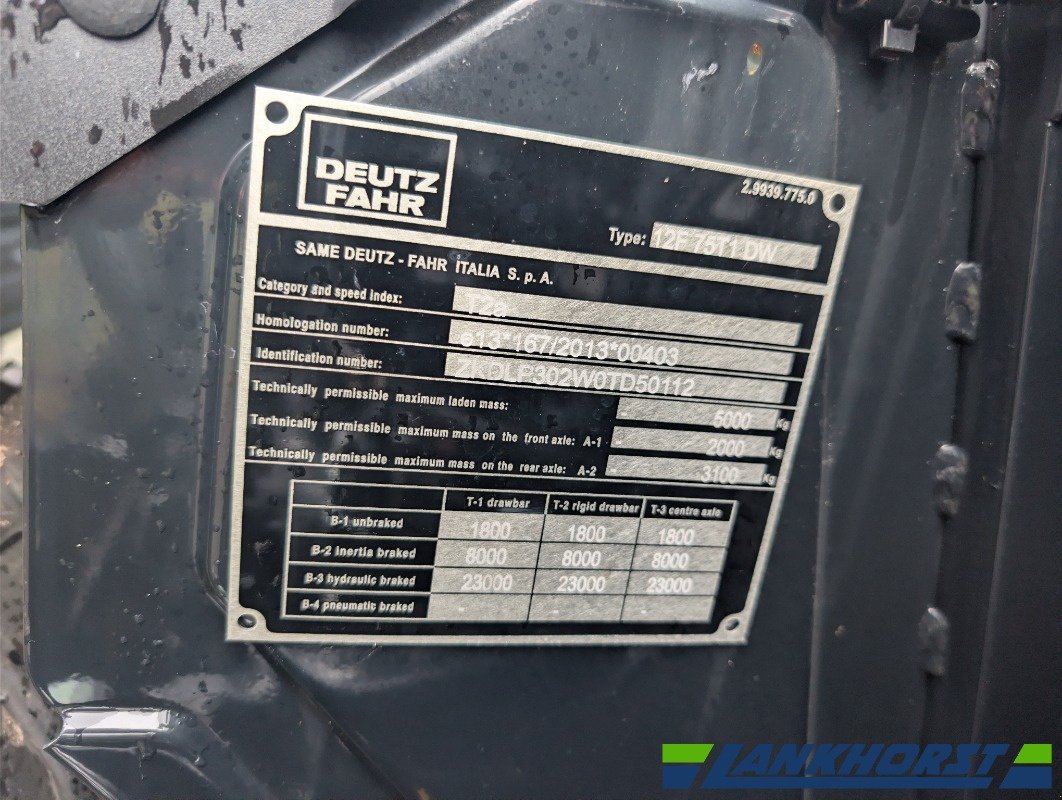 DEUTZ
FAHR
2.9939.775.0
Type: 12F75T1 DW
SAME DEUTZ - FAHR ITALIA S. p. A.
Category and speed index: T2a
Homologation number: e13*167/2013*00403
Identification number: ZKDLP302W0TD50112
Technically permissible maximum laden mass: 5000 Kg
Technically permissible maximum mass on the front axle: A-1 2000 Kg
Technically permissible maximum mass on the rear axle: A-2 3100 Kg
T-1 drawbar T-2 rigid drawbar T-3 centre axle
B-1 unbraked 1800 1800 1800
B-2 inertia braked 8000 8000 8000
B-3 hydraulic braked 23000 23000 23000
B-4 pneumatic braked - - -
LANKHORST